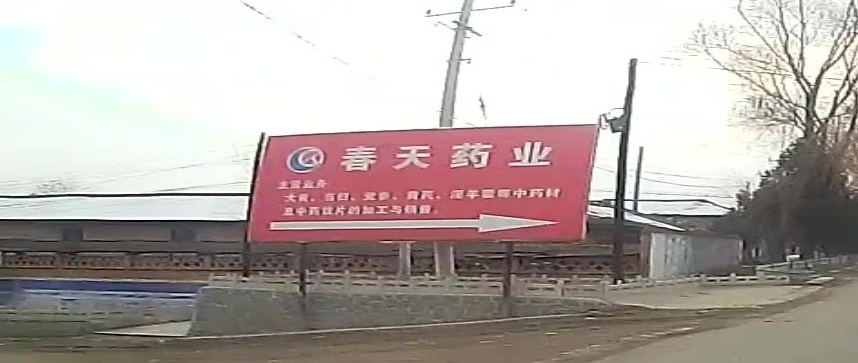 春天药业
主营业务
大黄、当归、党参、黄芪、淫羊藿等中药材
及中药饮片的加工与销售。